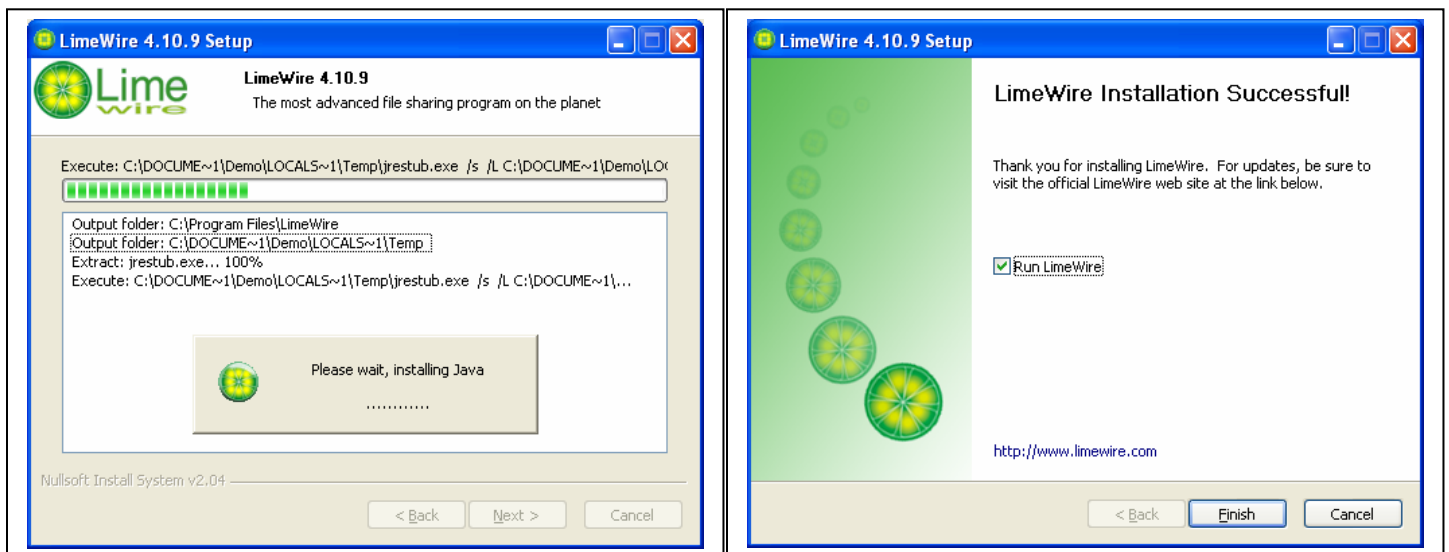 LimeWire 4.10.9 Setup
Lime
wire
LimeWire 4.10.9
The most advanced file sharing program on the planet
Execute: C:\DOCUME~1\Demo\LOCALS~1\Temp\jrestub.exe /s /L C:\DOCUME~1\Demo\LO
Output folder: C:\Program Files\LimeWire
Output folder: C:\DOCUME~1\Demo\LOCALS~1\Temp
Extract: jrestub.exe... 100%
Execute: C:\DOCUME~1\Demo\LOCALS~1\Temp\jrestub.exe /s /L C:\DOCUME~1\...
Please wait, installing Java
............
Nullsoft Install System v2.04
< Back
Next >
Cancel
LimeWire 4.10.9 Setup
LimeWire Installation Successful!
Thank you for installing LimeWire. For updates, be sure to
visit the official LimeWire web site at the link below.
Run LimeWire
http://www.limewire.com
< Back
Finish
Cancel